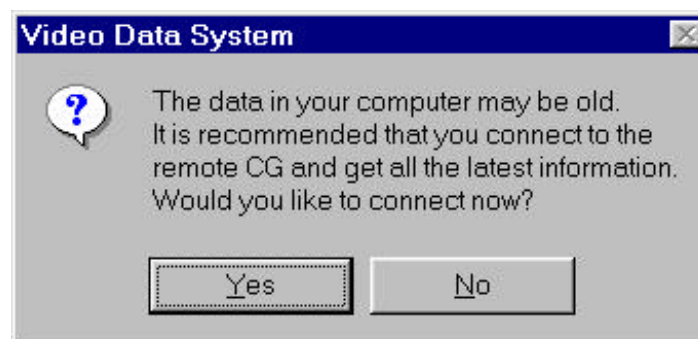 Video Data System
The data in your computer may be old.
It is recommended that you connect to the
remote CG and get all the latest information.
Would you like to connect now?
Yes
No